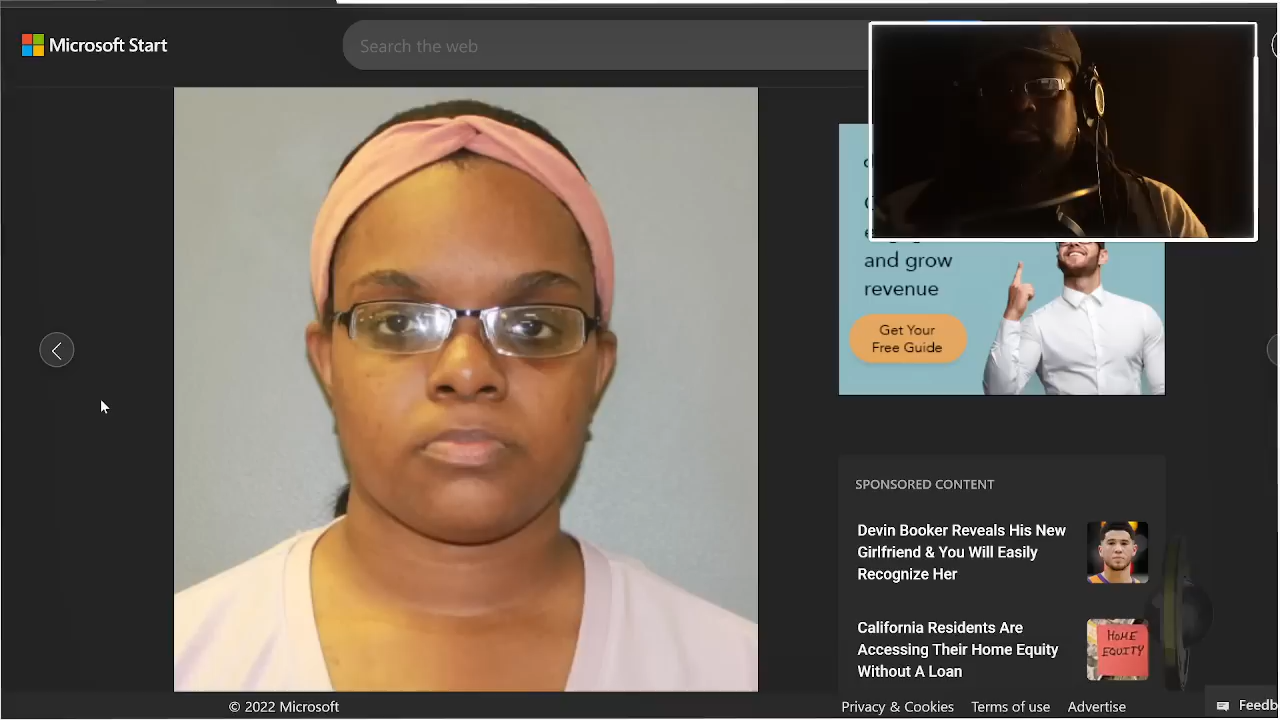 Microsoft Start
Search the web
and grow
revenue
Get Your
Free Guide
SPONSORED CONTENT
Devin Booker Reveals His New
Girlfriend & You Will Easily
Recognize Her
California Residents Are
Accessing Their Home Equity
Without A Loan
HOME
EQUITY
© 2022 Microsoft
Privacy & Cookies
Terms of use
Advertise
Feedb